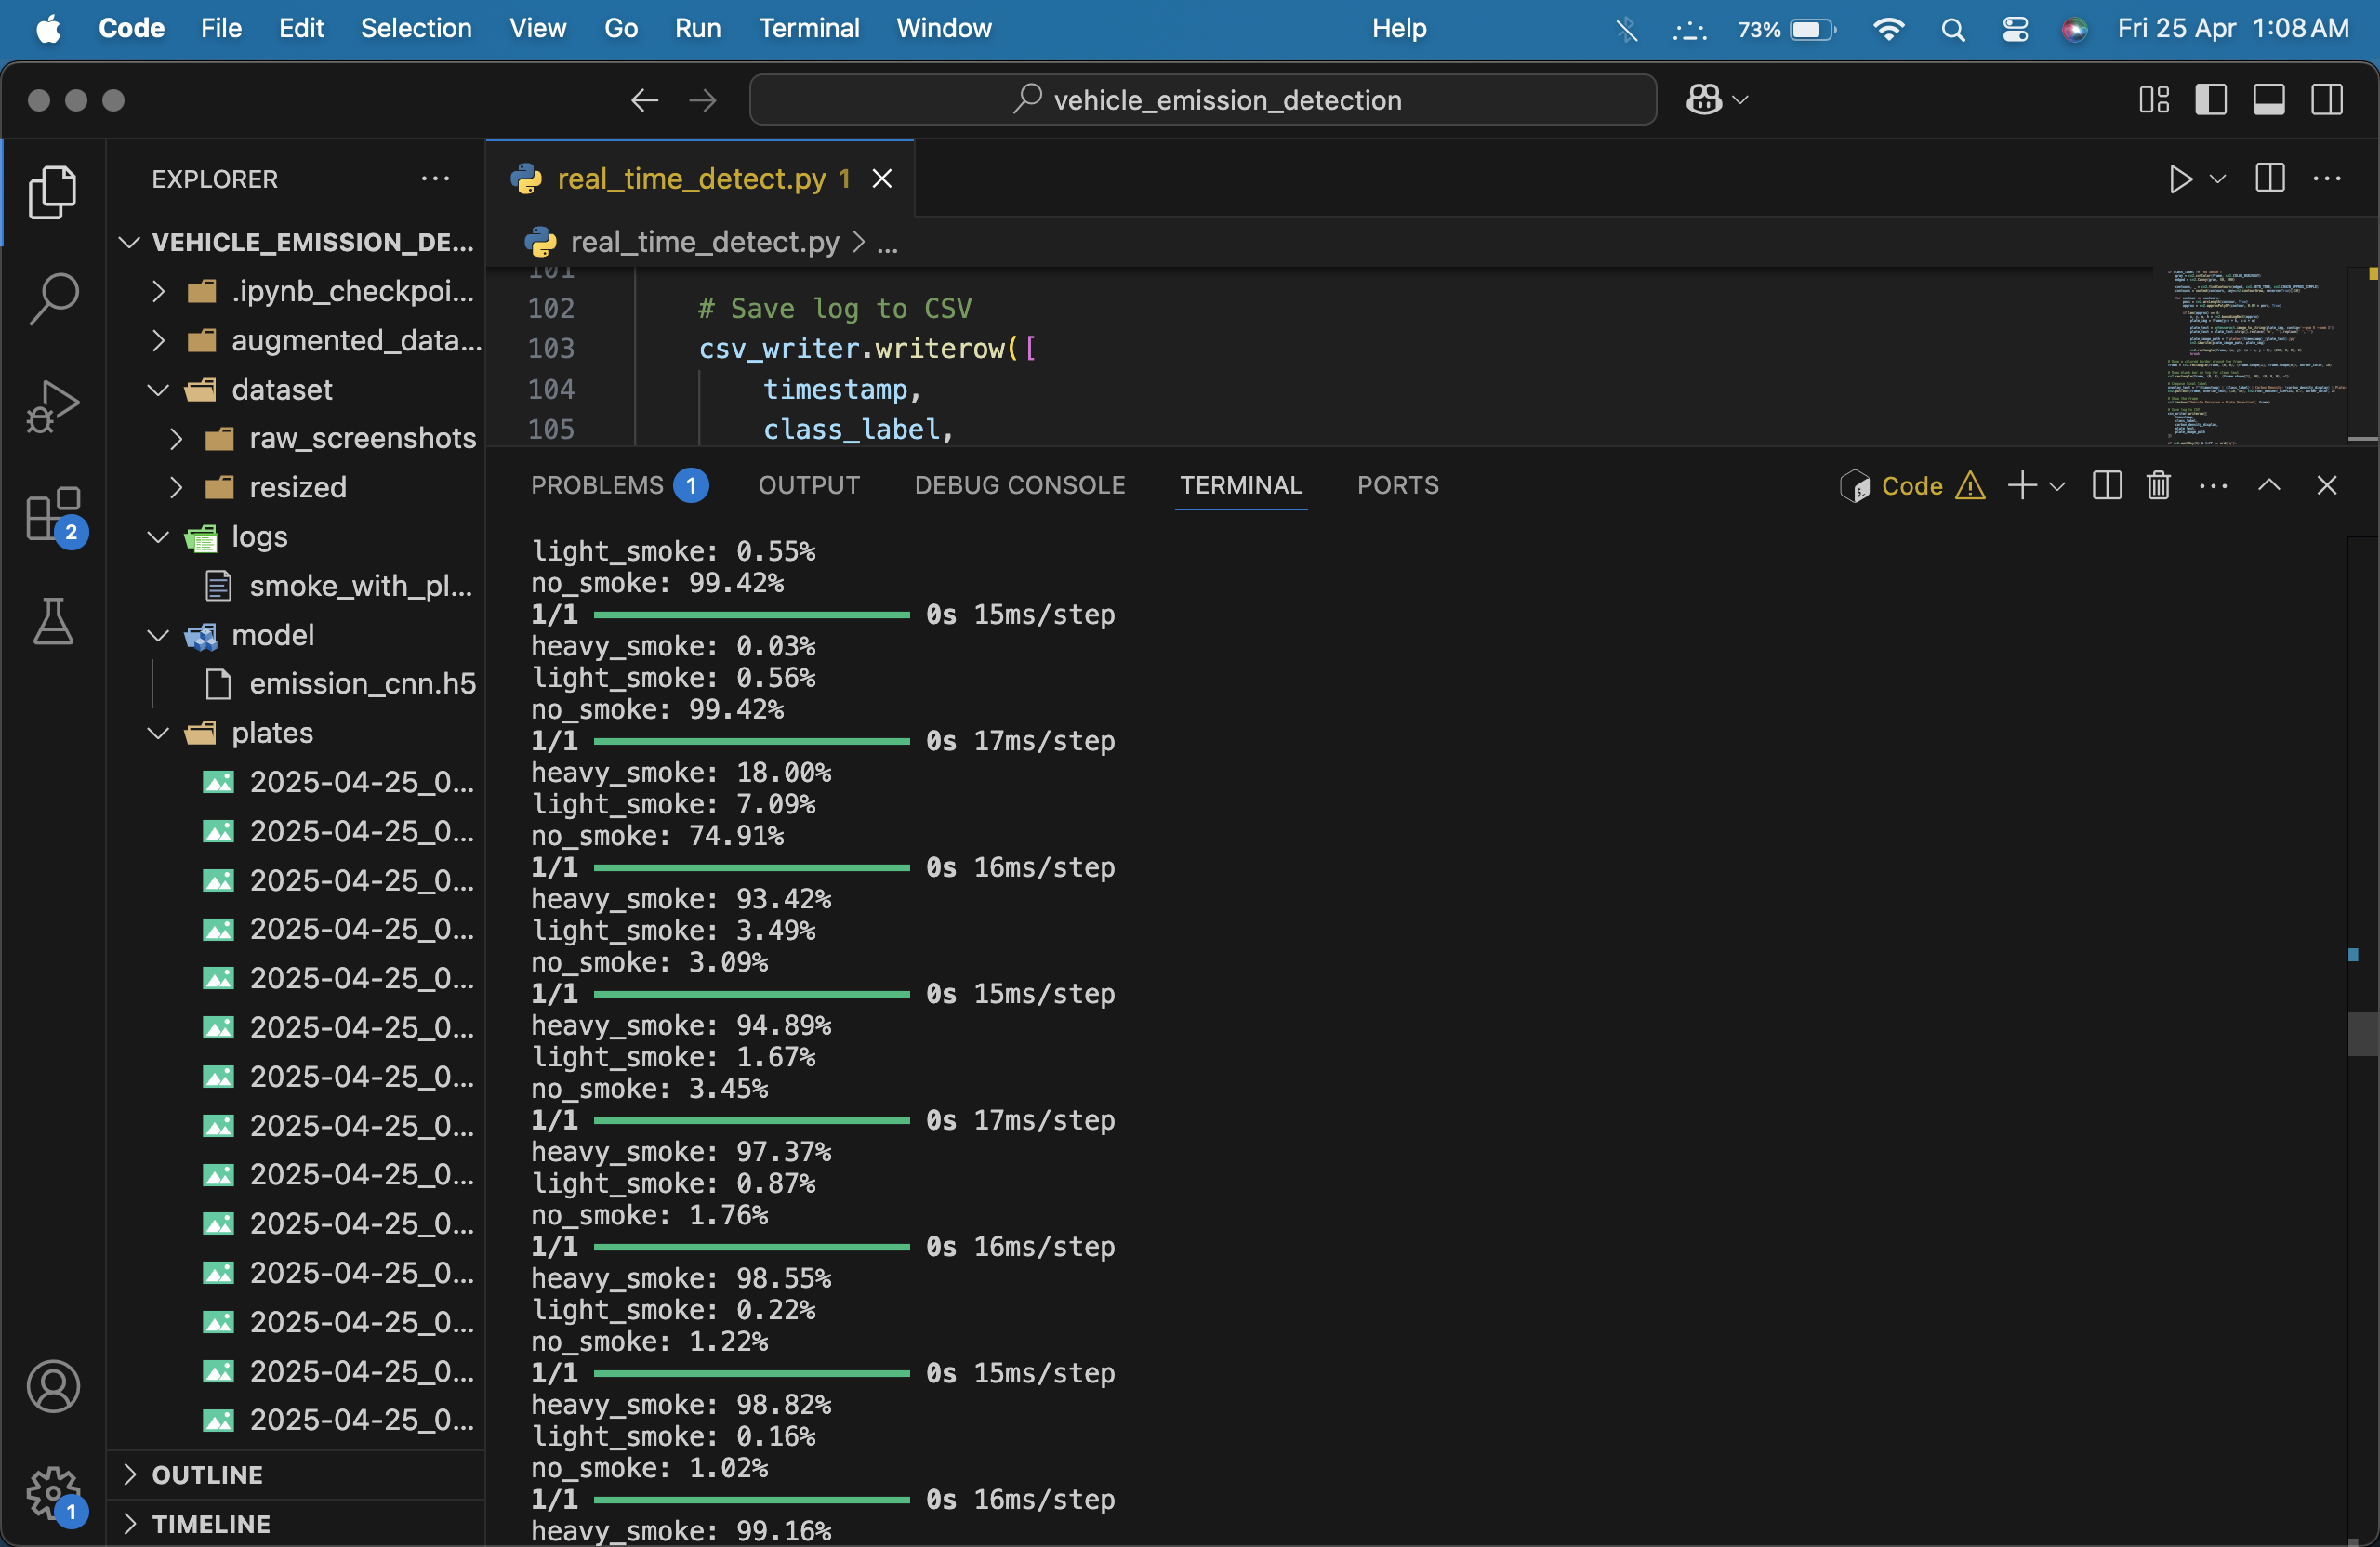 Code File Edit Selection View Go Run Terminal Window Help 73% Fri 25 Apr 1:08 AM
vehicle_emission_detection
EXPLORER
VEHICLE_EMISSION_DE...
.ipynb_checkpoi...
augmented_data...
dataset
raw_screenshots
resized
logs
smoke_with_pl...
model
emission_cnn.h5
plates
2025-04-25_0...
2025-04-25_0...
2025-04-25_0...
2025-04-25_0...
2025-04-25_0...
2025-04-25_0...
2025-04-25_0...
2025-04-25_0...
2025-04-25_0...
2025-04-25_0...
2025-04-25_0...
2025-04-25_0...
2025-04-25_0...
2025-04-25_0...
OUTLINE
TIMELINE
2
1
real_time_detect.py 1
real_time_detect.py > ...
101
102 # Save log to CSV
103 csv_writer.writerow([
104 timestamp,
105 class_label,
PROBLEMS 1 OUTPUT DEBUG CONSOLE TERMINAL PORTS Code
light_smoke: 0.55%
no_smoke: 99.42%
1/1 0s 15ms/step
heavy_smoke: 0.03%
light_smoke: 0.56%
no_smoke: 99.42%
1/1 0s 17ms/step
heavy_smoke: 18.00%
light_smoke: 7.09%
no_smoke: 74.91%
1/1 0s 16ms/step
heavy_smoke: 93.42%
light_smoke: 3.49%
no_smoke: 3.09%
1/1 0s 15ms/step
heavy_smoke: 94.89%
light_smoke: 1.67%
no_smoke: 3.45%
1/1 0s 17ms/step
heavy_smoke: 97.37%
light_smoke: 0.87%
no_smoke: 1.76%
1/1 0s 16ms/step
heavy_smoke: 98.55%
light_smoke: 0.22%
no_smoke: 1.22%
1/1 0s 15ms/step
heavy_smoke: 98.82%
light_smoke: 0.16%
no_smoke: 1.02%
1/1 0s 16ms/step
heavy_smoke: 99.16%